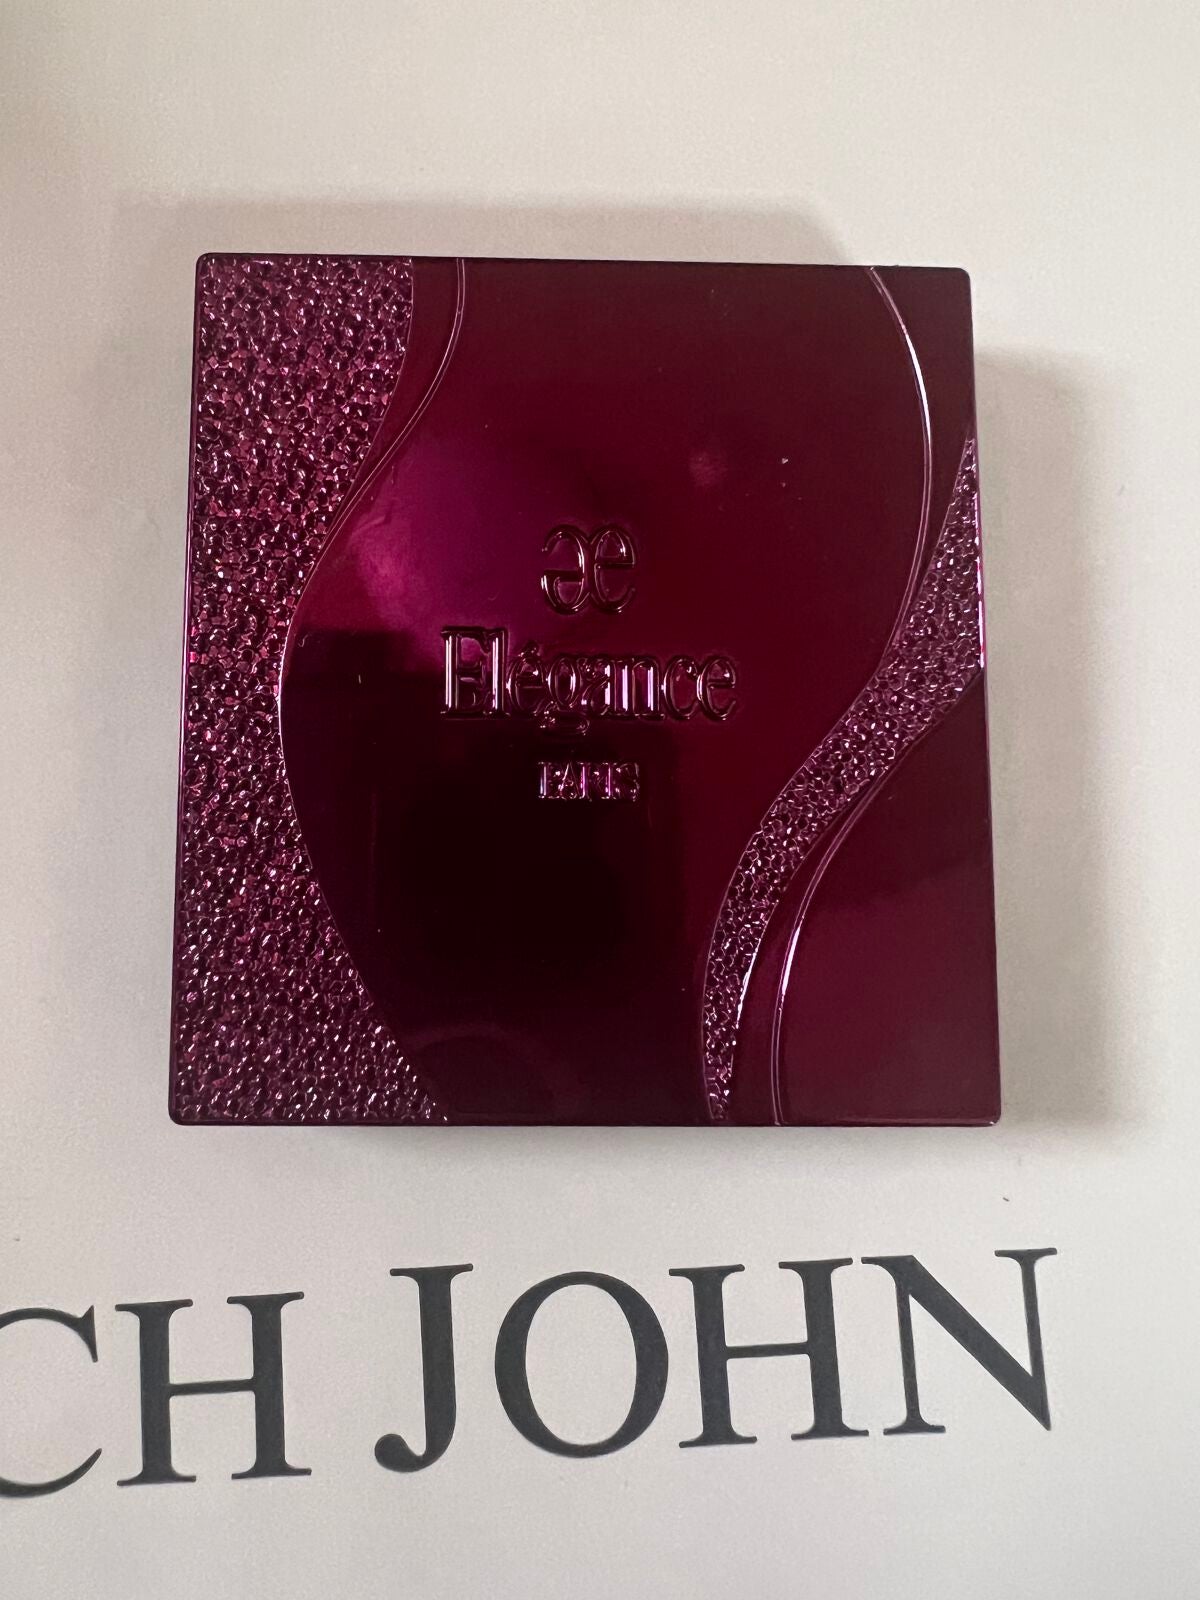 æ
Elégance
PARIS
CH JOHN